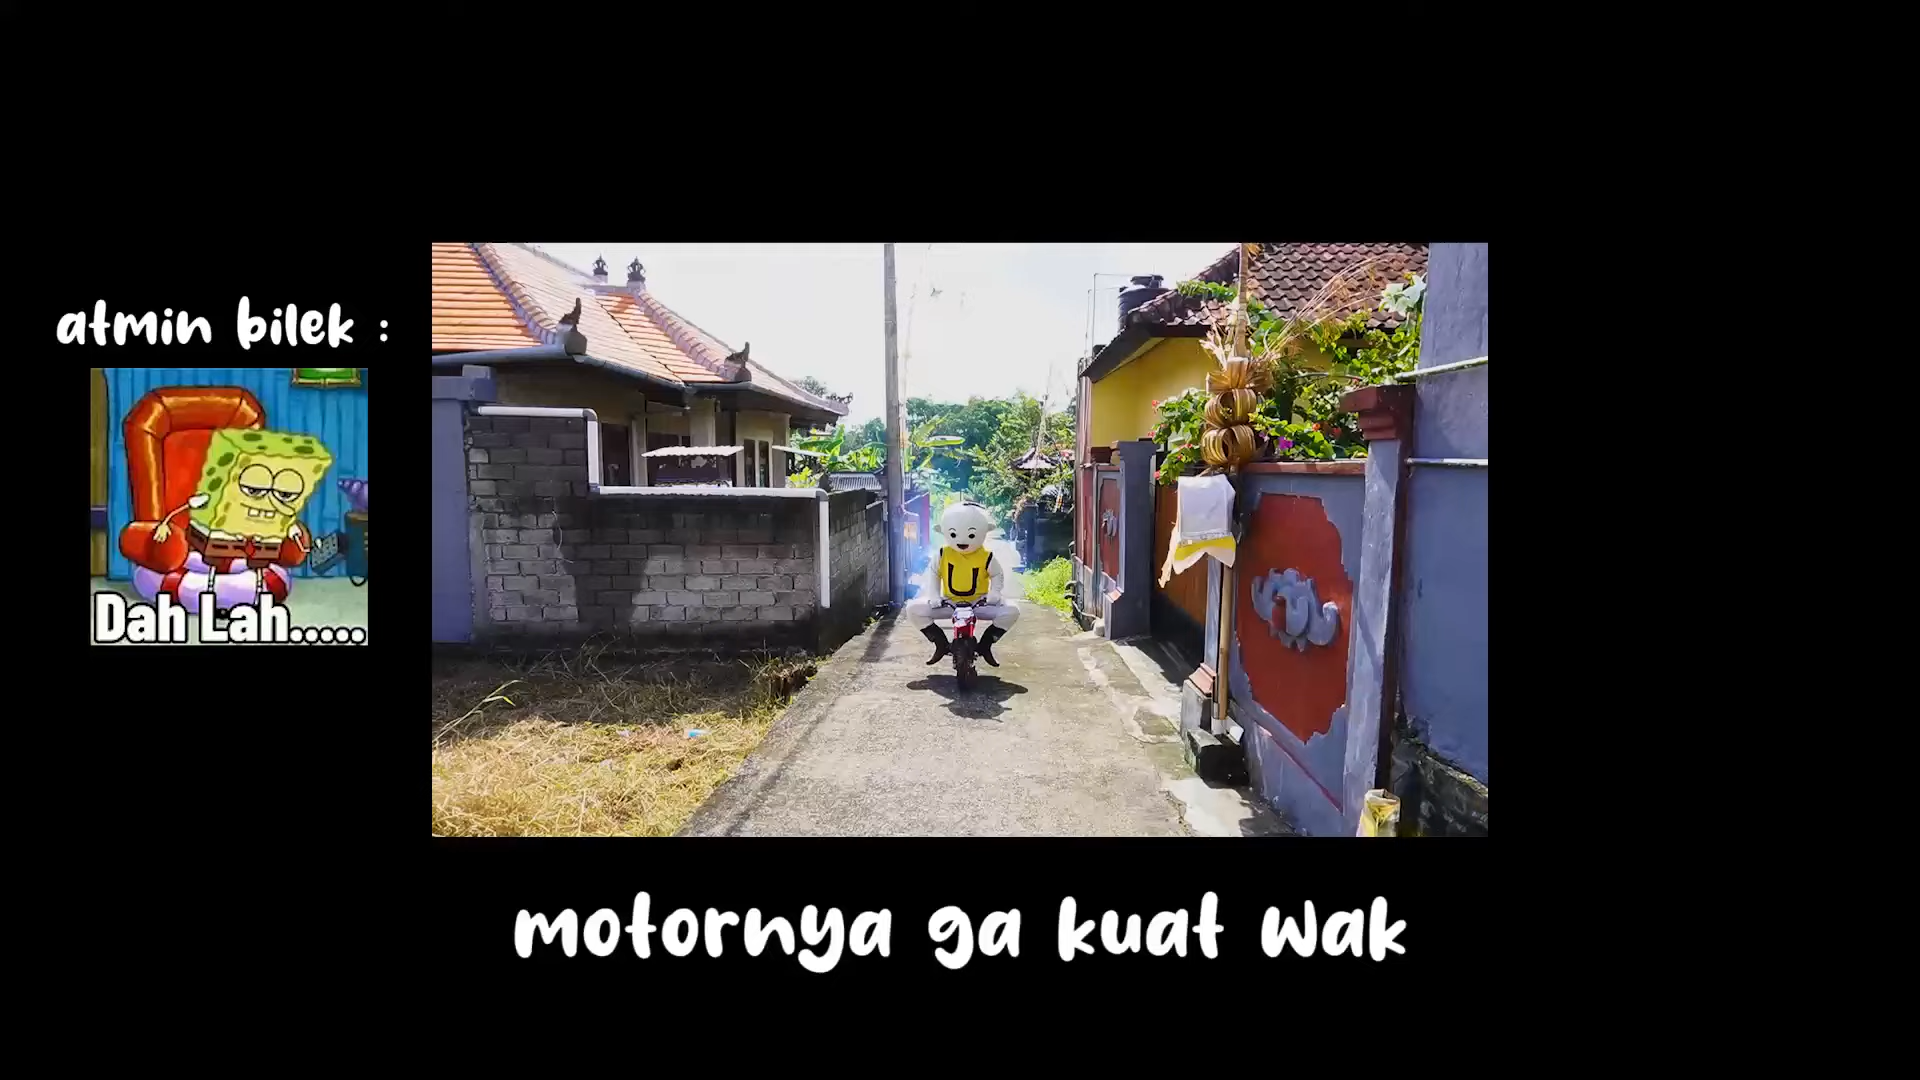 atmin bilek :
Dah Lah.....
U
motornya ga kuat wak